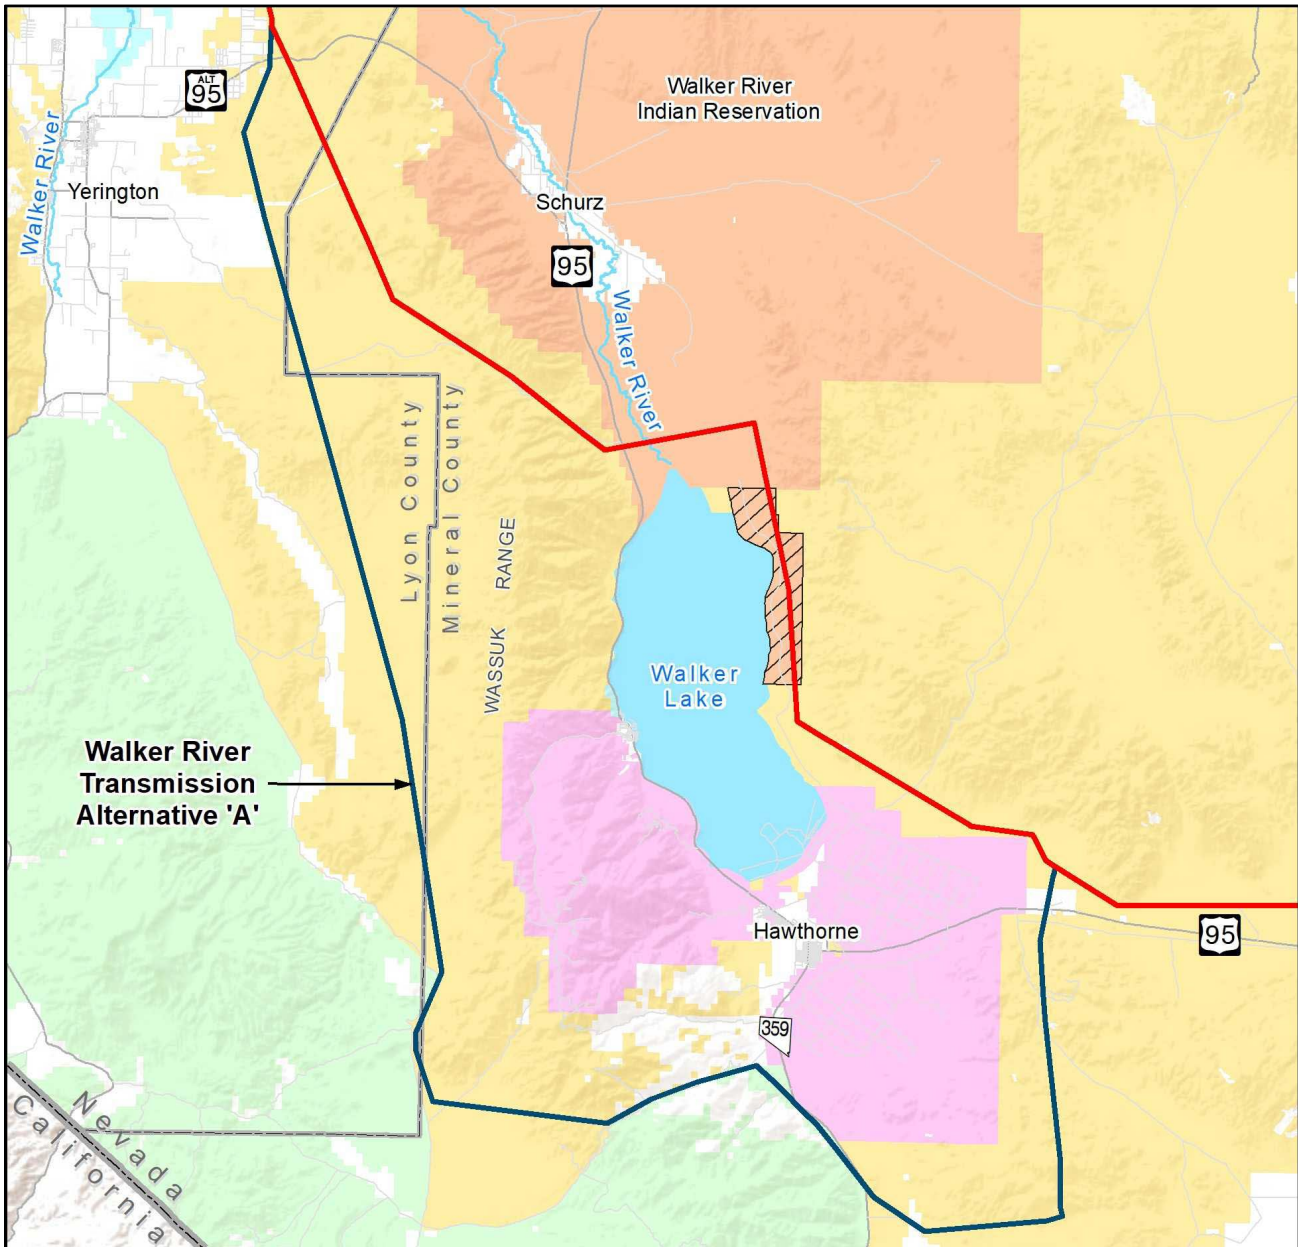 ALT
95
Walker River
Indian Reservation
Walker River
Yerington
Schurz
95
Walker River
Lyon County
Mineral County
WASSUK RANGE
Walker
Lake
Walker River
Transmission
Alternative 'A'
Hawthorne
95
359
Nevada
California